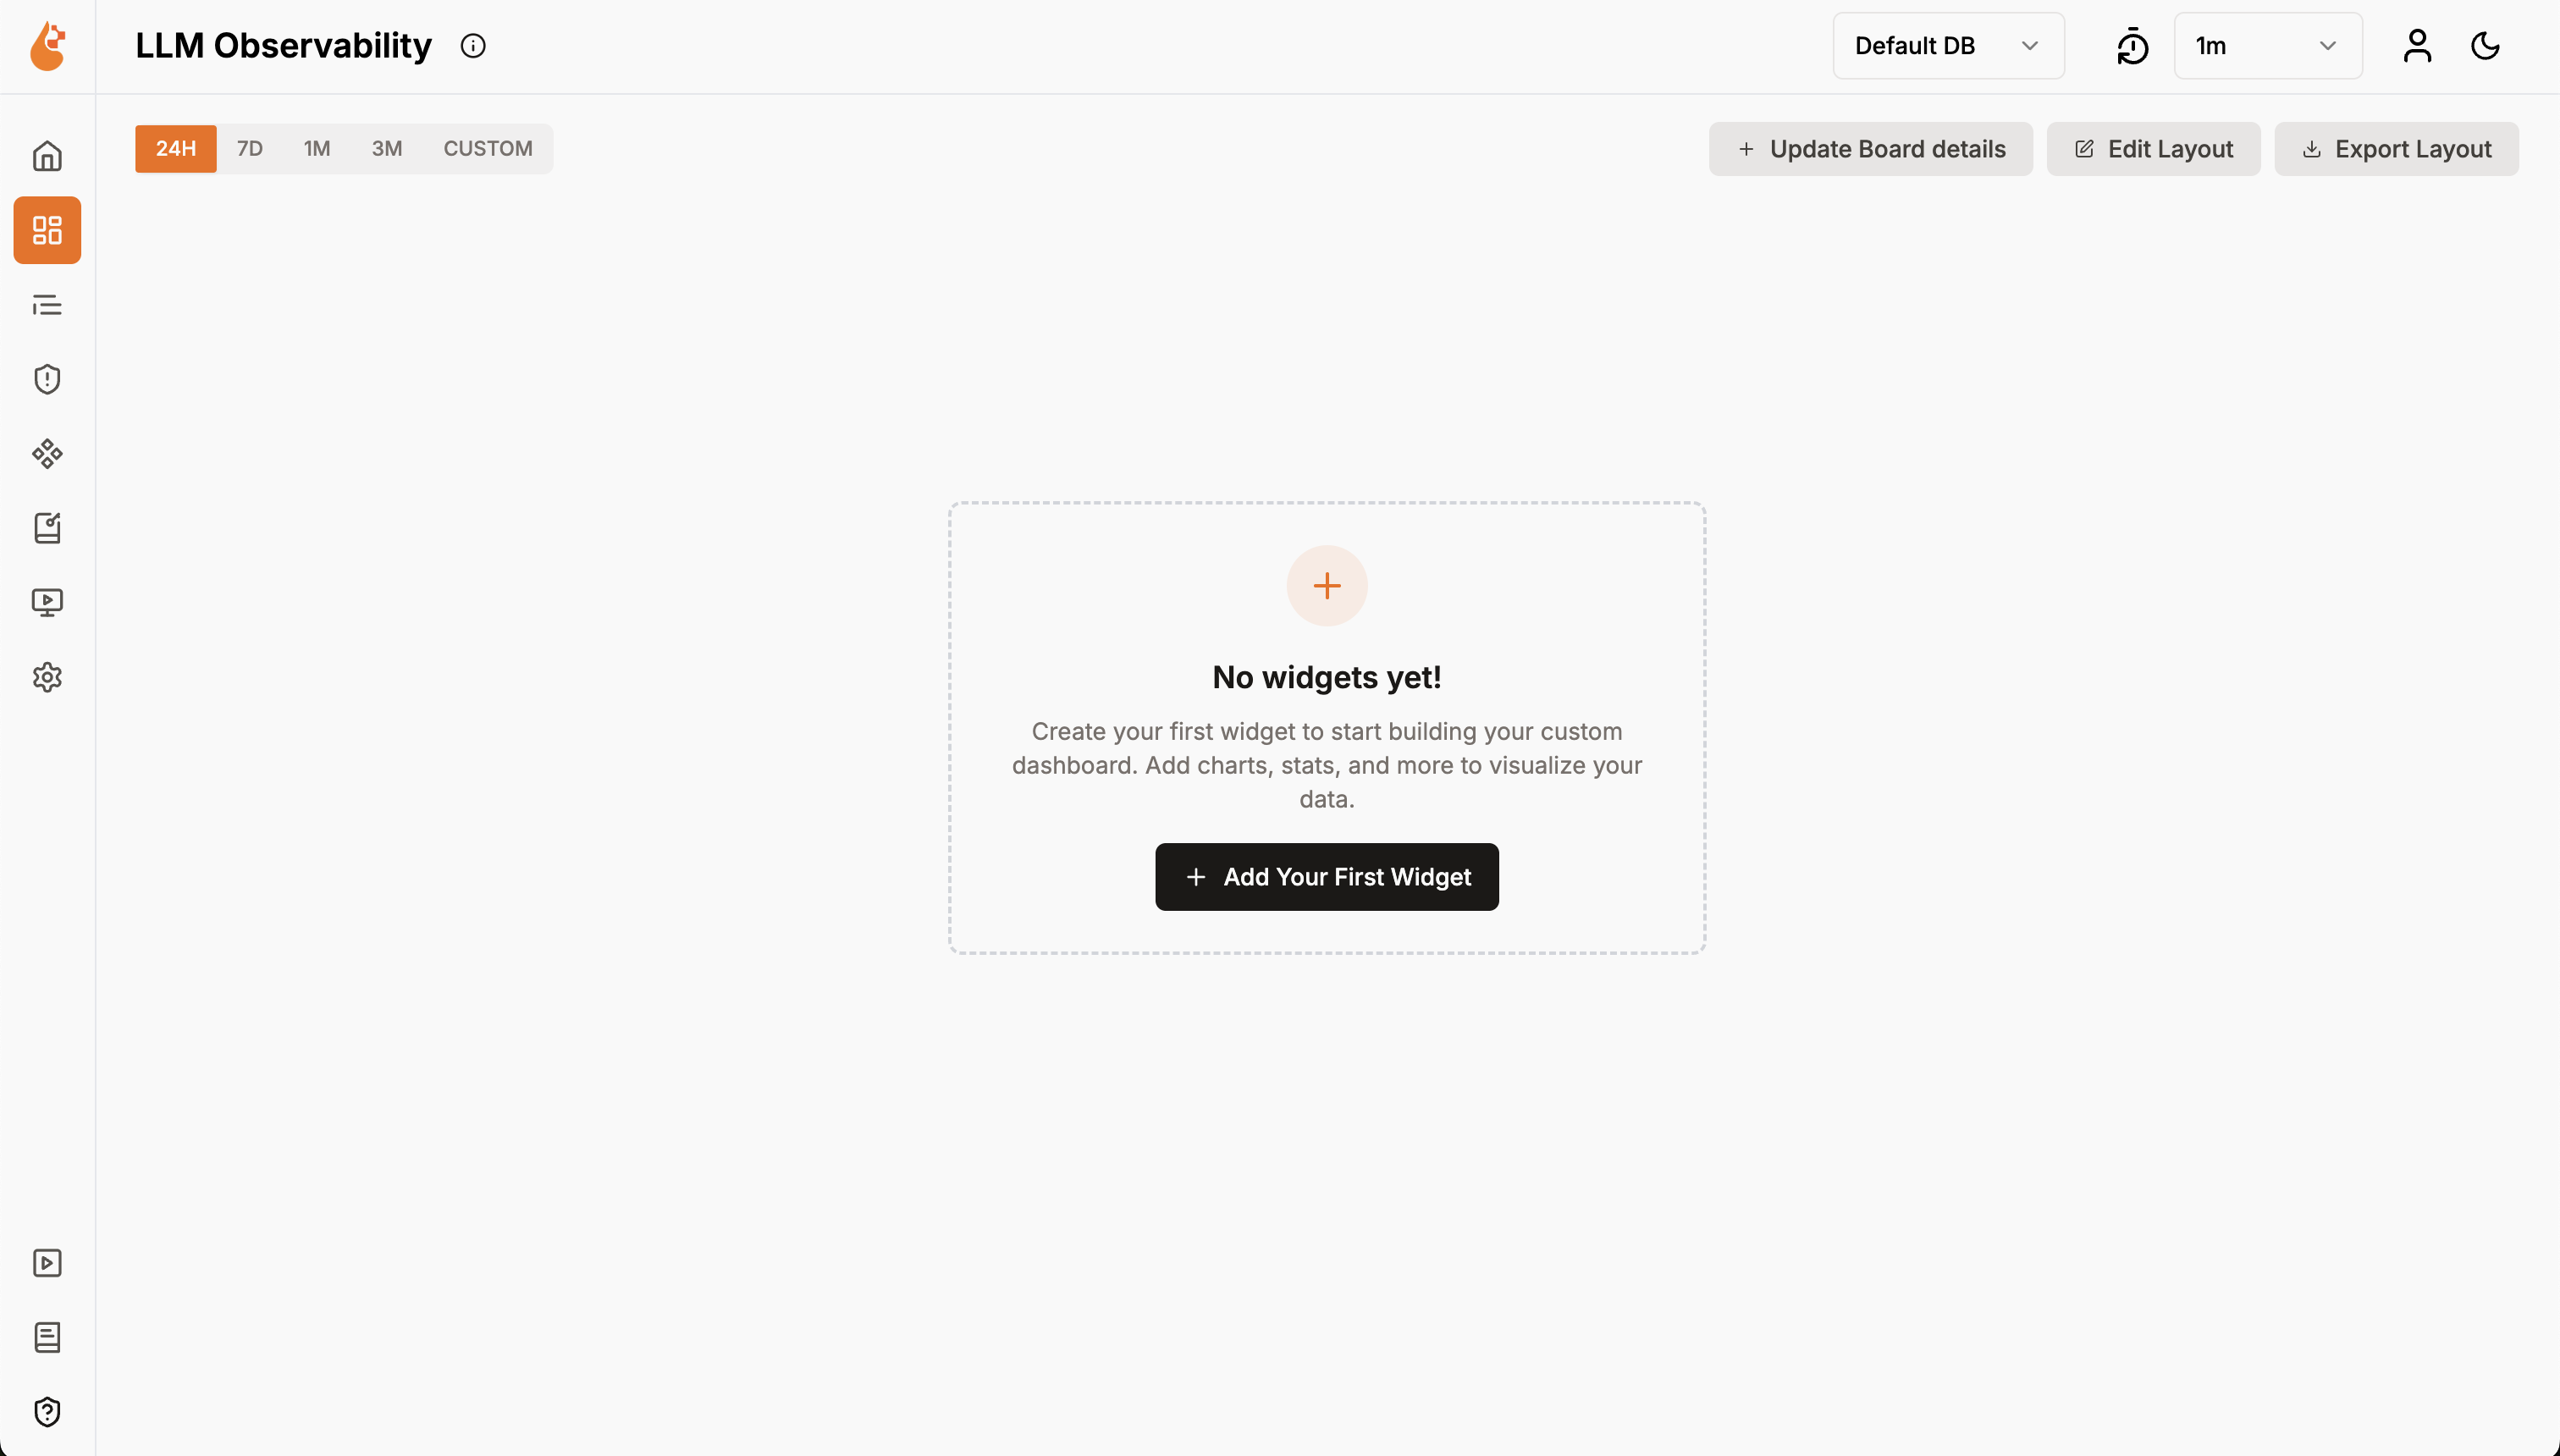 LLM Observability
Default DB
1m
24H
7D
1M
3M
CUSTOM
Update Board details
Edit Layout
Export Layout
No widgets yet!
Create your first widget to start building your custom
dashboard. Add charts, stats, and more to visualize your
data.
Add Your First Widget